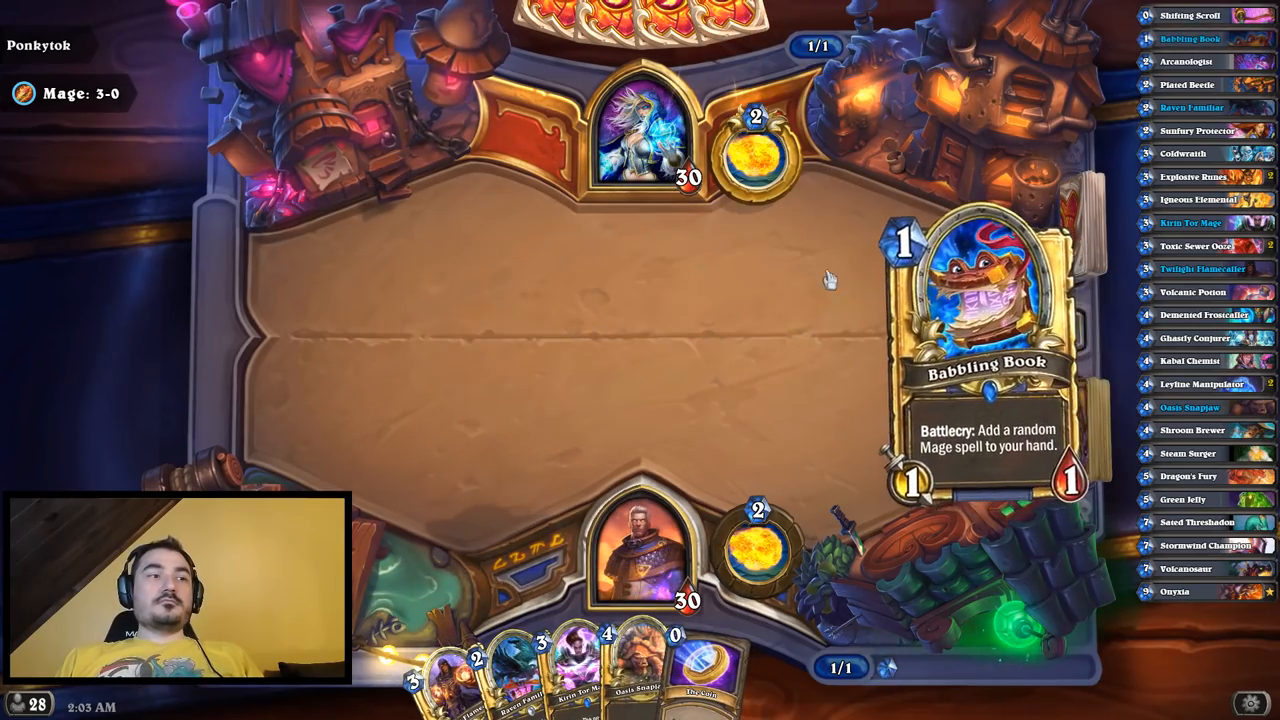 Ponkytok
Mage: 3-0
1/1
2
30
1
Babbling Book
Battlecry: Add a random
Mage spell to your hand.
1
1
2
30
3
2
3
4
0
Raven Famil
Kirin Tor M
Oasis Snapja
The Coin
1/1
28
2:03 AM
0 Shifting Scroll
1 Babbling Book
2 Arcanologist
2 Plated Beetle
2 Raven Familiar
2 Sunfury Protector
3 Coldwraith
3 Explosive Runes 2
3 Igneous Elemental
3 Kirin Tor Mage
3 Toxic Sewer Ooze 2
3 Twilight Flamecaller
3 Volcanic Potion
4 Demented Frostcaller
4 Ghastly Conjurer
4 Kabal Chemist
4 Leyline Manipulator 2
4 Oasis Snapjaw
4 Shroom Brewer
4 Steam Surger
5 Dragon's Fury
5 Green Jelly
7 Sated Threshadon
7 Stormwind Champion
7 Volcanosaur
9 Onyxia